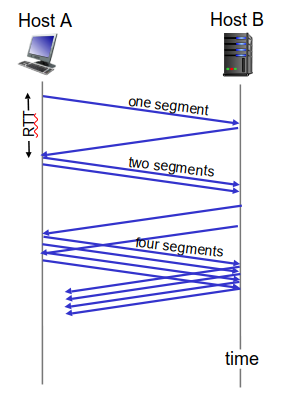 Host A
Host B
one segment
RTT
two segments
four segments
time